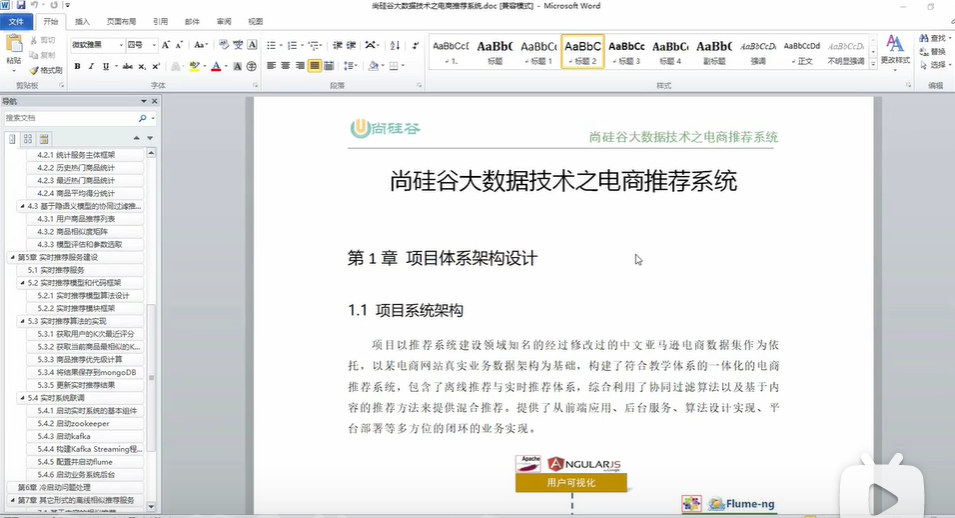 尚硅谷大数据技术之电商推荐系统.doc [兼容模式] - Microsoft Word
文件 开始 插入 页面布局 引用 邮件 审阅 视图
粘贴 剪切 复制 格式刷
微软雅黑 四号
AaBbC( AaBb( AaBbC( AaBbC AaBbCc AaBbC( AaBbC AaBbCcD AaBbCcDd AaBbCcD
1. 标题 标题 1 标题 2 标题 3 标题 4 副标题 强调 正文 不明显强调
更改样式
查找 替换 选择
剪贴板 字体 段落 样式 编辑
导航
搜索文档
4.2.1 统计服务主体框架
4.2.2 历史热门商品统计
4.2.3 最近热门商品统计
4.2.4 商品平均得分统计
4.3 基于隐语义模型的协同过滤推...
4.3.1 用户商品推荐列表
4.3.2 商品相似度矩阵
4.3.3 模型评估和参数选取
第5章 实时推荐服务建设
5.1 实时推荐服务
5.2 实时推荐模型和代码框架
5.2.1 实时推荐模型算法设计
5.2.2 实时推荐模块框架
5.3 实时推荐算法的实现
5.3.1 获取用户的K次最近评分
5.3.2 获取当前商品最相似的K...
5.3.3 商品推荐优先级计算
5.3.4 将结果保存到mongoDB
5.3.5 更新实时推荐结果
5.4 实时系统联调
5.4.1 启动实时系统的基本组件
5.4.2 启动zookeeper
5.4.3 启动kafka
5.4.4 构建Kafka Streaming程...
5.4.5 配置并启动flume
5.4.6 启动业务系统后台
第6章 冷启动问题处理
第7章 其它形式的离线相似推荐服务
尚硅谷
尚硅谷大数据技术之电商推荐系统
尚硅谷大数据技术之电商推荐系统
第 1 章 项目体系架构设计
1.1 项目系统架构
项目以推荐系统建设领域知名的经过修改过的中文亚马逊电商数据集作为依
托，以某电商网站真实业务数据架构为基础，构建了符合教学体系的一体化的电商
推荐系统，包含了离线推荐与实时推荐体系，综合利用了协同过滤算法以及基于内
容的推荐方法来提供混合推荐。提供了从前端应用、后台服务、算法设计实现、平
台部署等多方位的闭环的业务实现。
Apache
ANGULARJS
by Google
用户可视化
Flume-ng